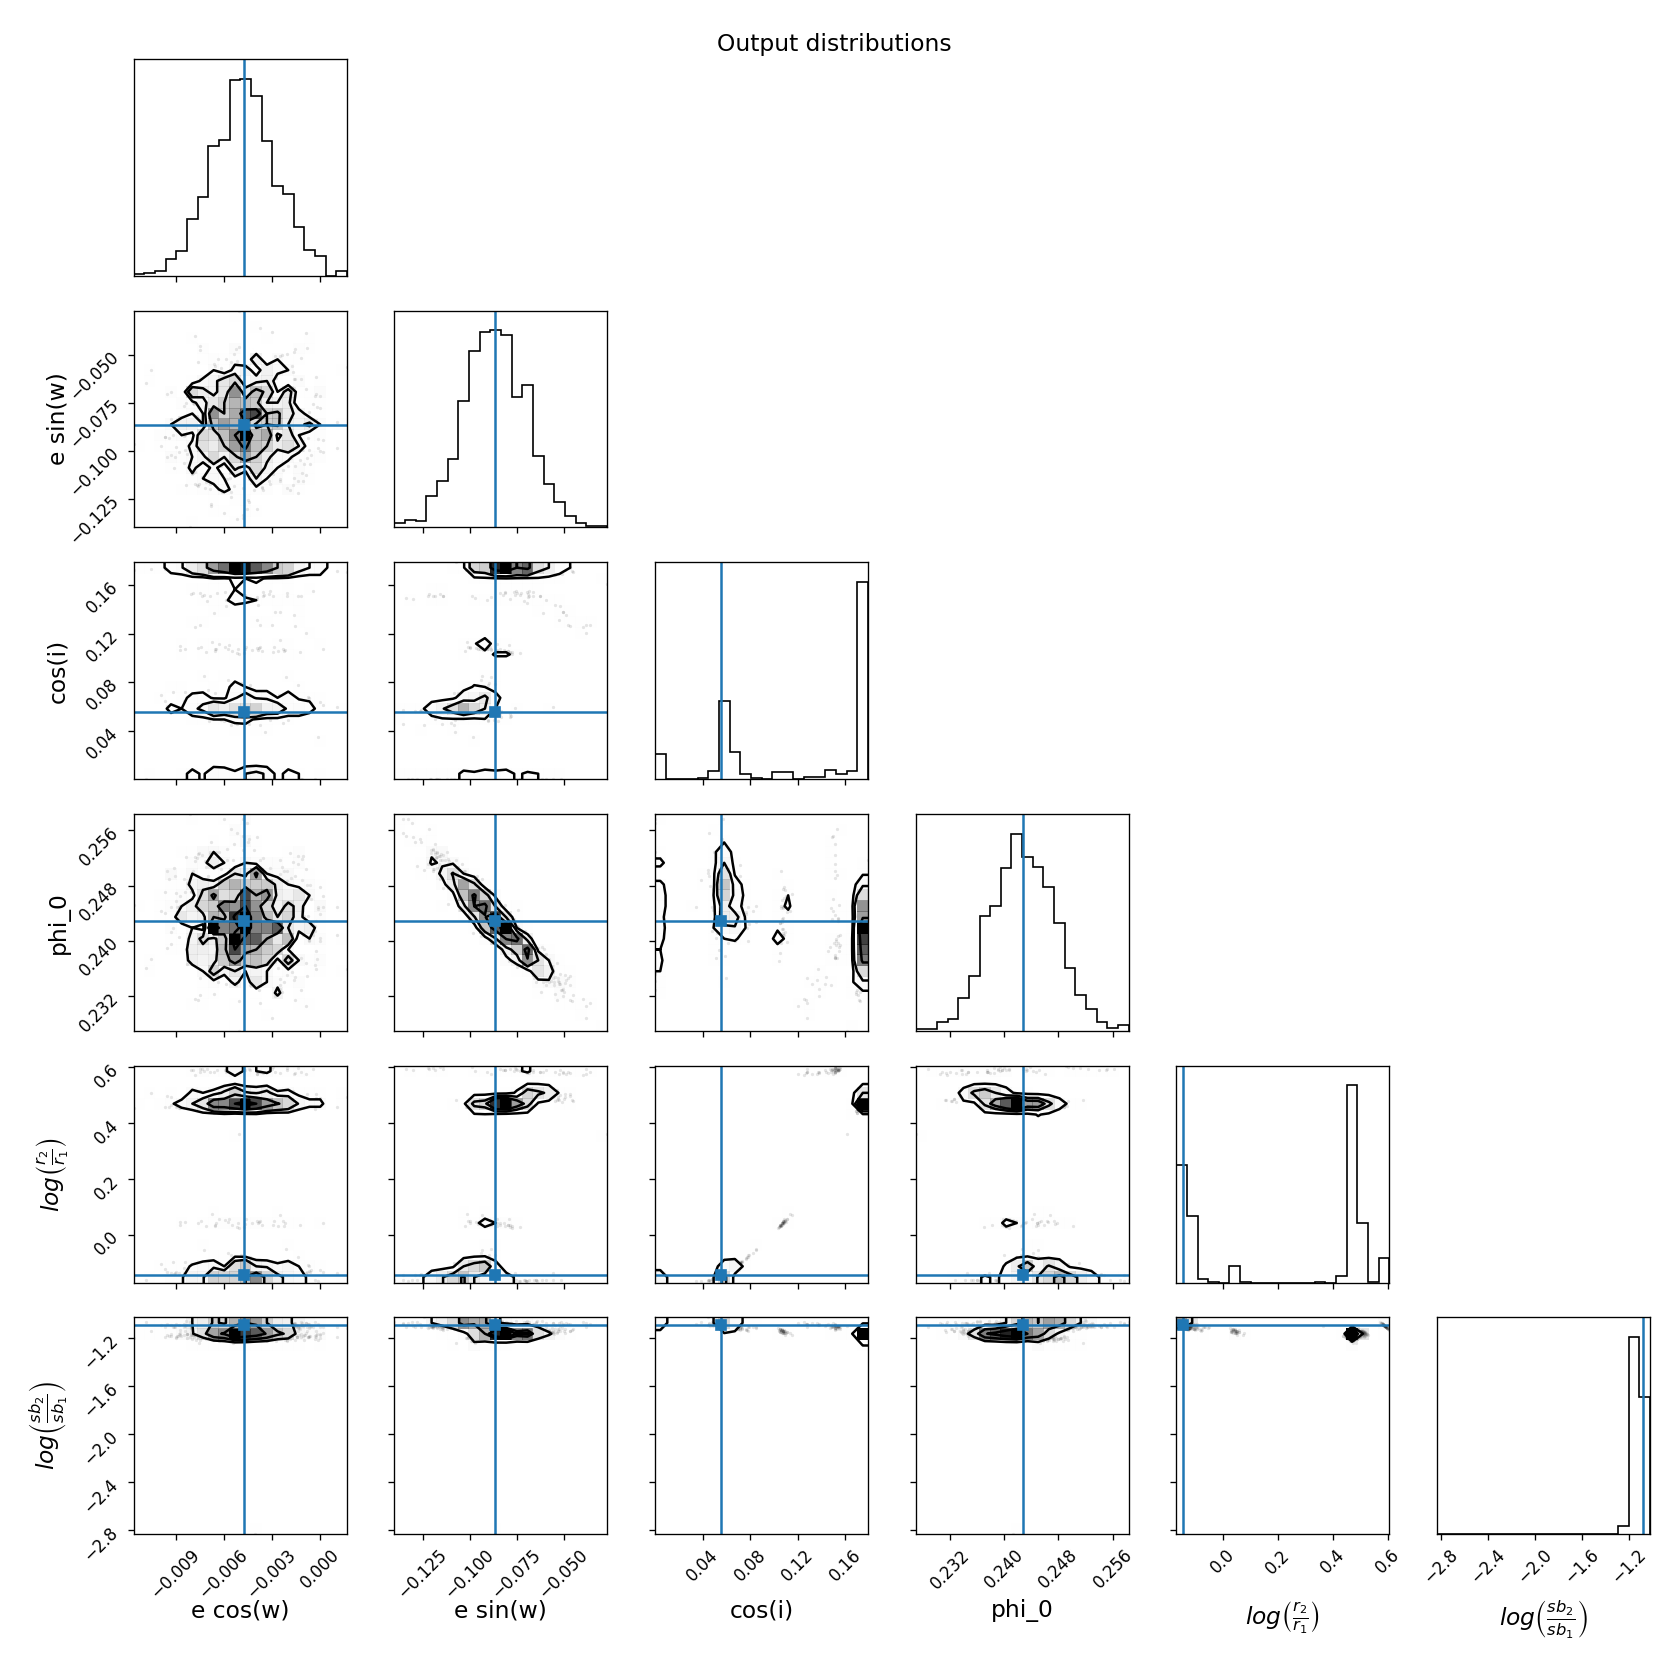 Output distributions
e sin(w)
−0.050
−0.075
−0.100
−0.125
cos(i)
0.16
0.12
0.08
0.04
phi_0
0.256
0.248
0.240
0.232
log(r2/r1)
0.6
0.4
0.2
0.0
log(sb2/sb1)
−1.2
−1.6
−2.0
−2.4
−2.8
−0.009 −0.006 −0.003 0.000 −0.125 −0.100 −0.075 −0.050 0.04 0.08 0.12 0.16 0.232 0.240 0.248 0.256 0.0 0.2 0.4 0.6 −2.8 −2.4 −2.0 −1.6 −1.2
e cos(w) e sin(w) cos(i) phi_0 log(r2/r1) log(sb2/sb1)